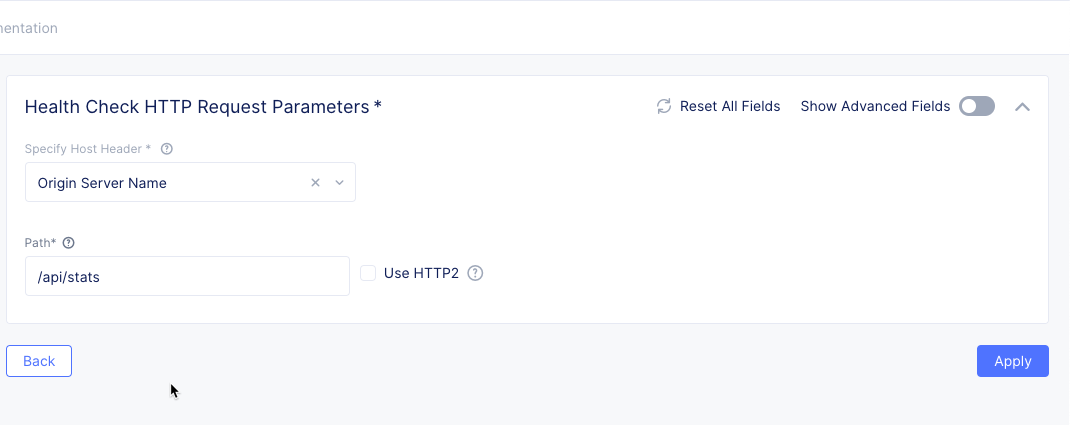 mentation
Health Check HTTP Request Parameters *
Reset All Fields
Show Advanced Fields
Specify Host Header *
Origin Server Name
Path*
/api/stats
Use HTTP2
Back
Apply